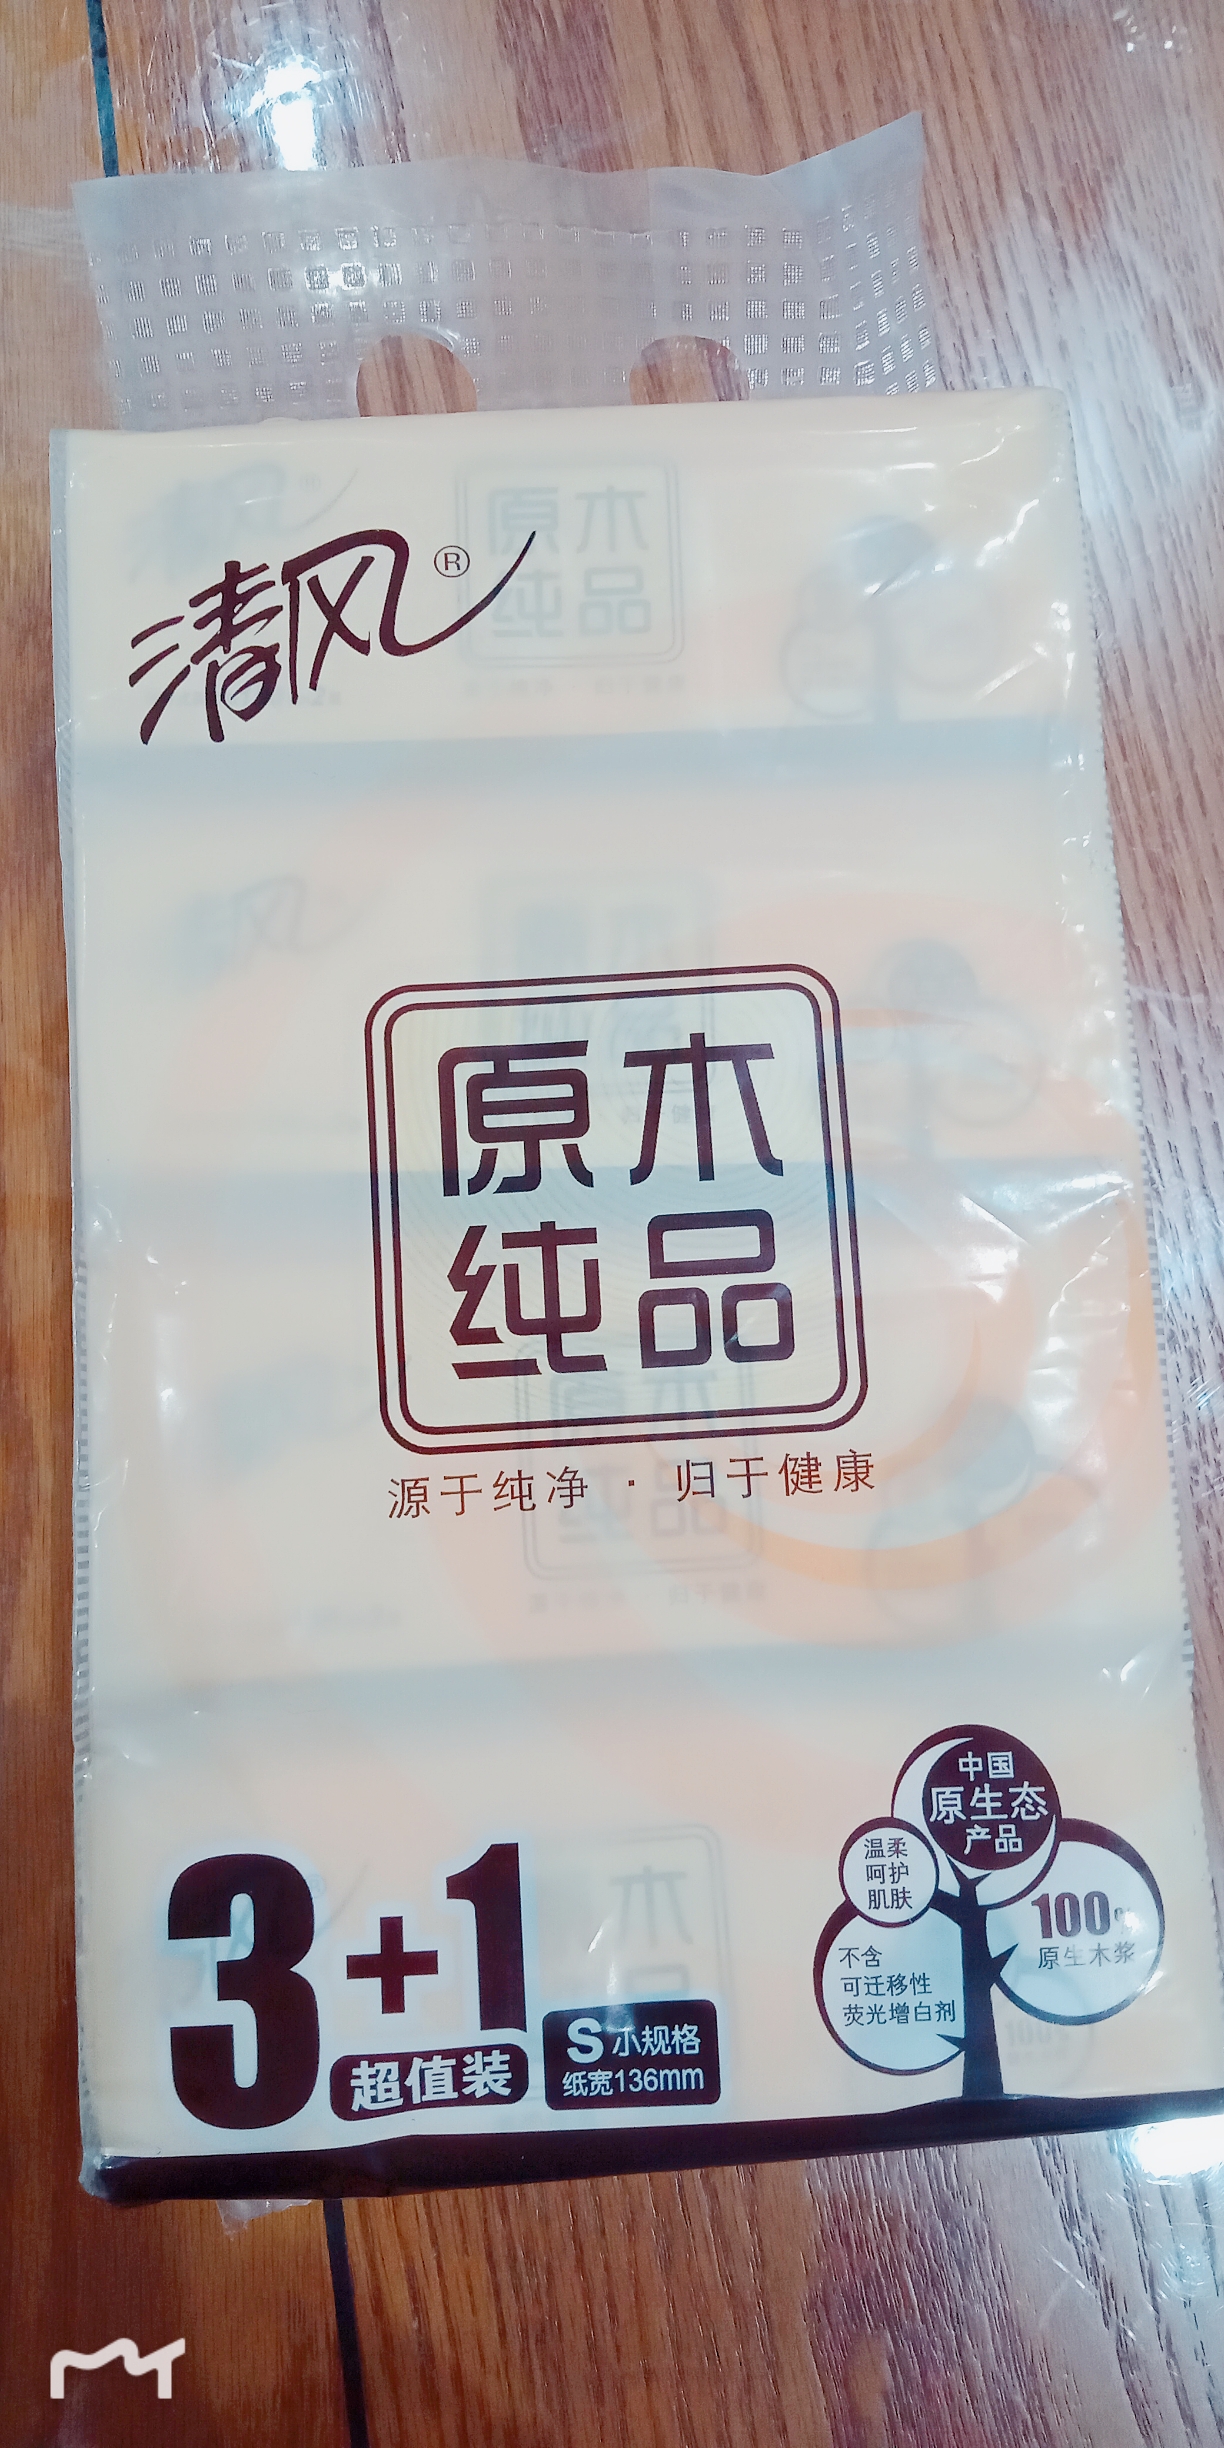 清风®
原木
纯品
源于纯净·归于健康
3+1
超值装
S 小规格
纸宽136mm
中国
原生态
产品
温柔
呵护
肌肤
100%
原生木浆
不含
可迁移性
荧光增白剂